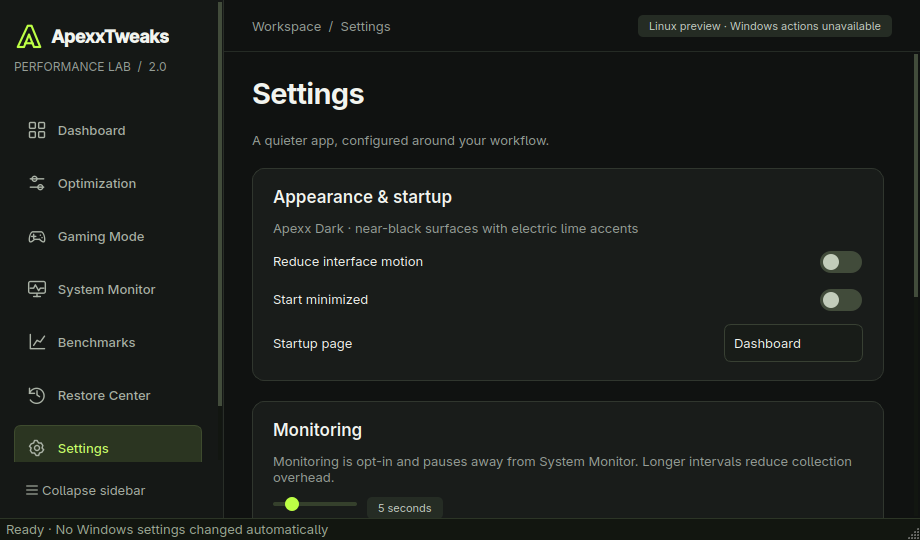 ApexxTweaks
PERFORMANCE LAB / 2.0
Dashboard
Optimization
Gaming Mode
System Monitor
Benchmarks
Restore Center
Settings
Collapse sidebar
Workspace / Settings
Linux preview · Windows actions unavailable
Settings
A quieter app, configured around your workflow.
Appearance & startup
Apexx Dark · near-black surfaces with electric lime accents
Reduce interface motion
Start minimized
Startup page
Dashboard
Monitoring
Monitoring is opt-in and pauses away from System Monitor. Longer intervals reduce collection
overhead.
5 seconds
Ready · No Windows settings changed automatically